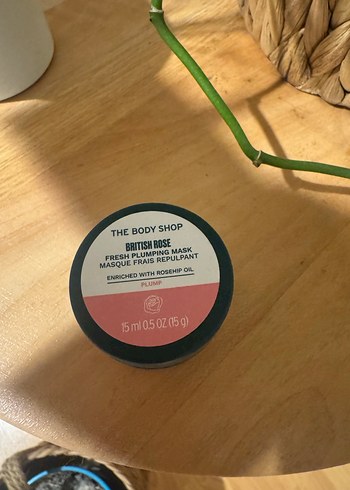 THE BODY SHOP
BRITISH ROSE
FRESH PLUMPING MASK
MASQUE FRAIS REPULPANT
ENRICHED WITH ROSEHIP OIL
PLUMP
15 ml 0.5 OZ (15 g)